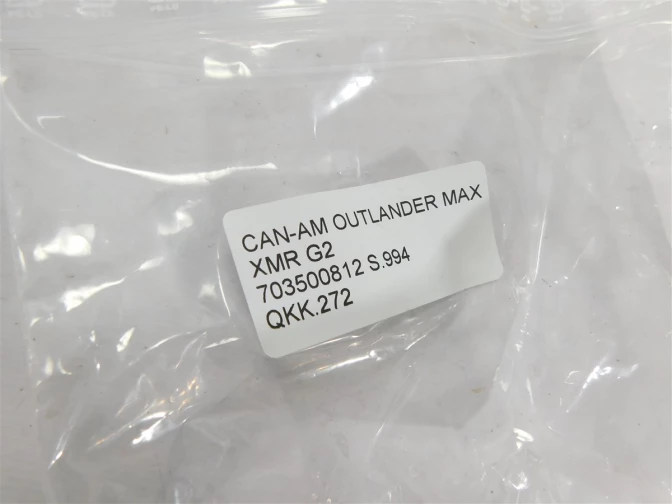 CAN-AM OUTLANDER MAX
XMR G2
703500812 S.994
QKK.272